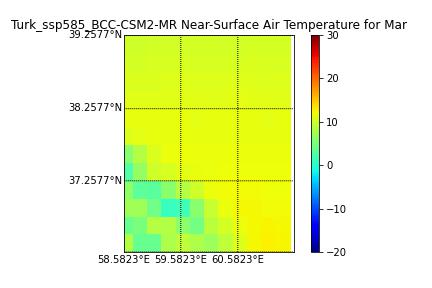 Turk_ssp585_BCC-CSM2-MR Near-Surface Air Temperature for Mar
39.2577°N
38.2577°N
37.2577°N
58.5823°E 59.5823°E 60.5823°E
30
20
10
0
−10
−20